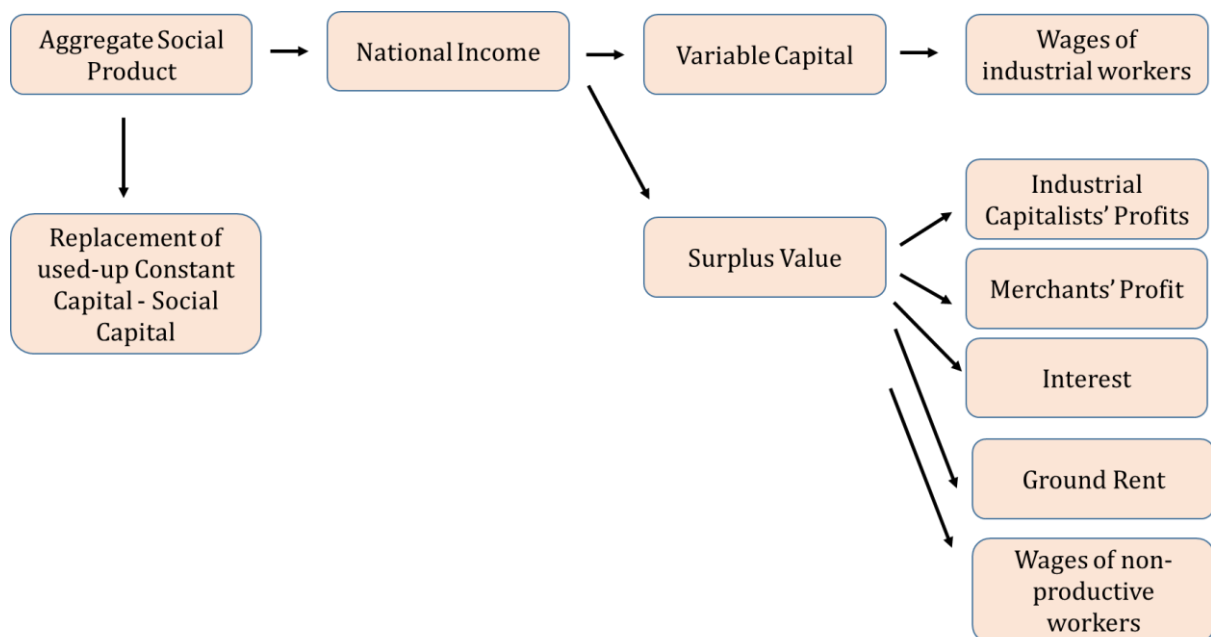 Aggregate Social
Product
National Income
Variable Capital
Wages of
industrial workers
Replacement of
used-up Constant
Capital - Social
Capital
Surplus Value
Industrial
Capitalists’ Profits
Merchants’ Profit
Interest
Ground Rent
Wages of non-
productive
workers